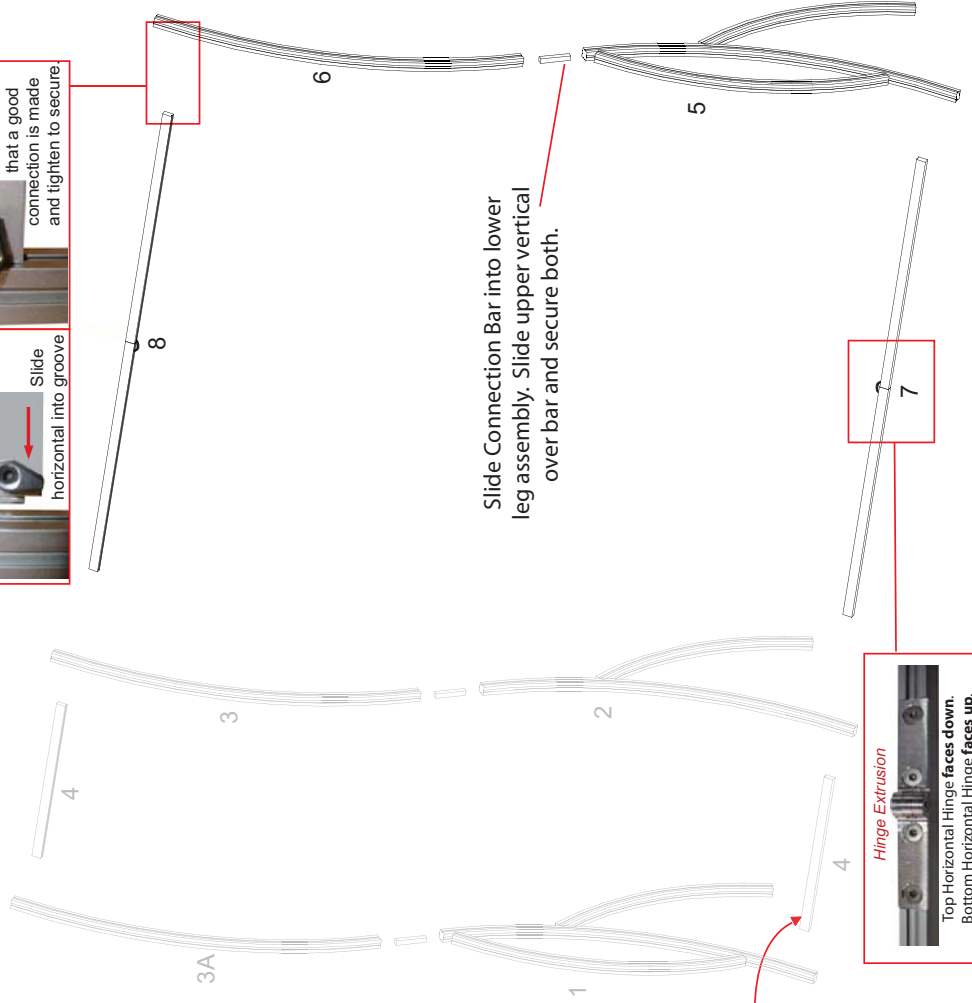 Slide
horizontal into groove
that a good
connection is made
and tighten to secure.
8
6
5
Slide Connection Bar into lower
leg assembly. Slide upper vertical
over bar and secure both.
7
3
2
4
4
3A
1
Hinge Extrusion
Top Horizontal Hinge faces down.
Bottom Horizontal Hinge faces up.